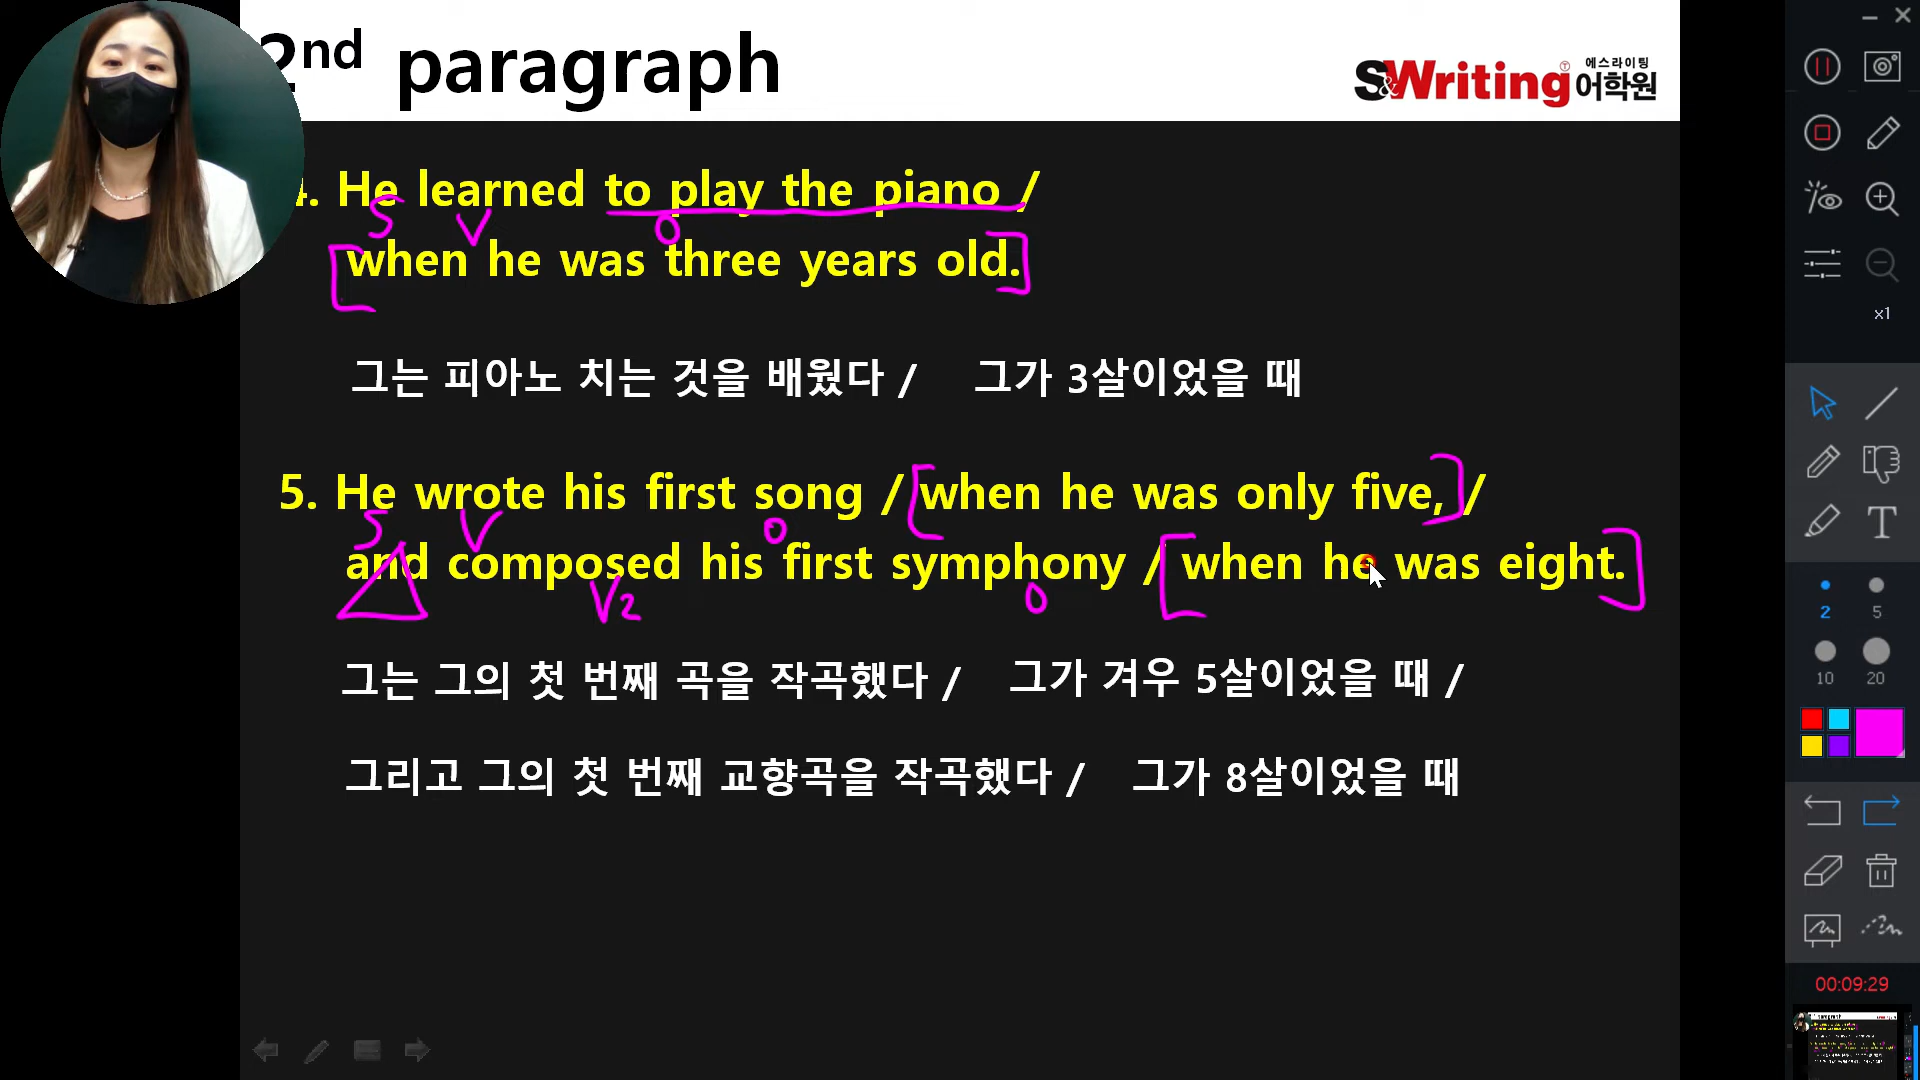 2nd paragraph
S&Writing 에스라이팅 어학원
4. He learned to play the piano /
S V O
when he was three years old.
그는 피아노 치는 것을 배웠다 / 그가 3살이었을 때
5. He wrote his first song / when he was only five, /
S V O
and composed his first symphony / when he was eight.
V2 O
그는 그의 첫 번째 곡을 작곡했다 / 그가 겨우 5살이었을 때 /
그리고 그의 첫 번째 교향곡을 작곡했다 / 그가 8살이었을 때
x1
T
2 5
10 20
00:09:29